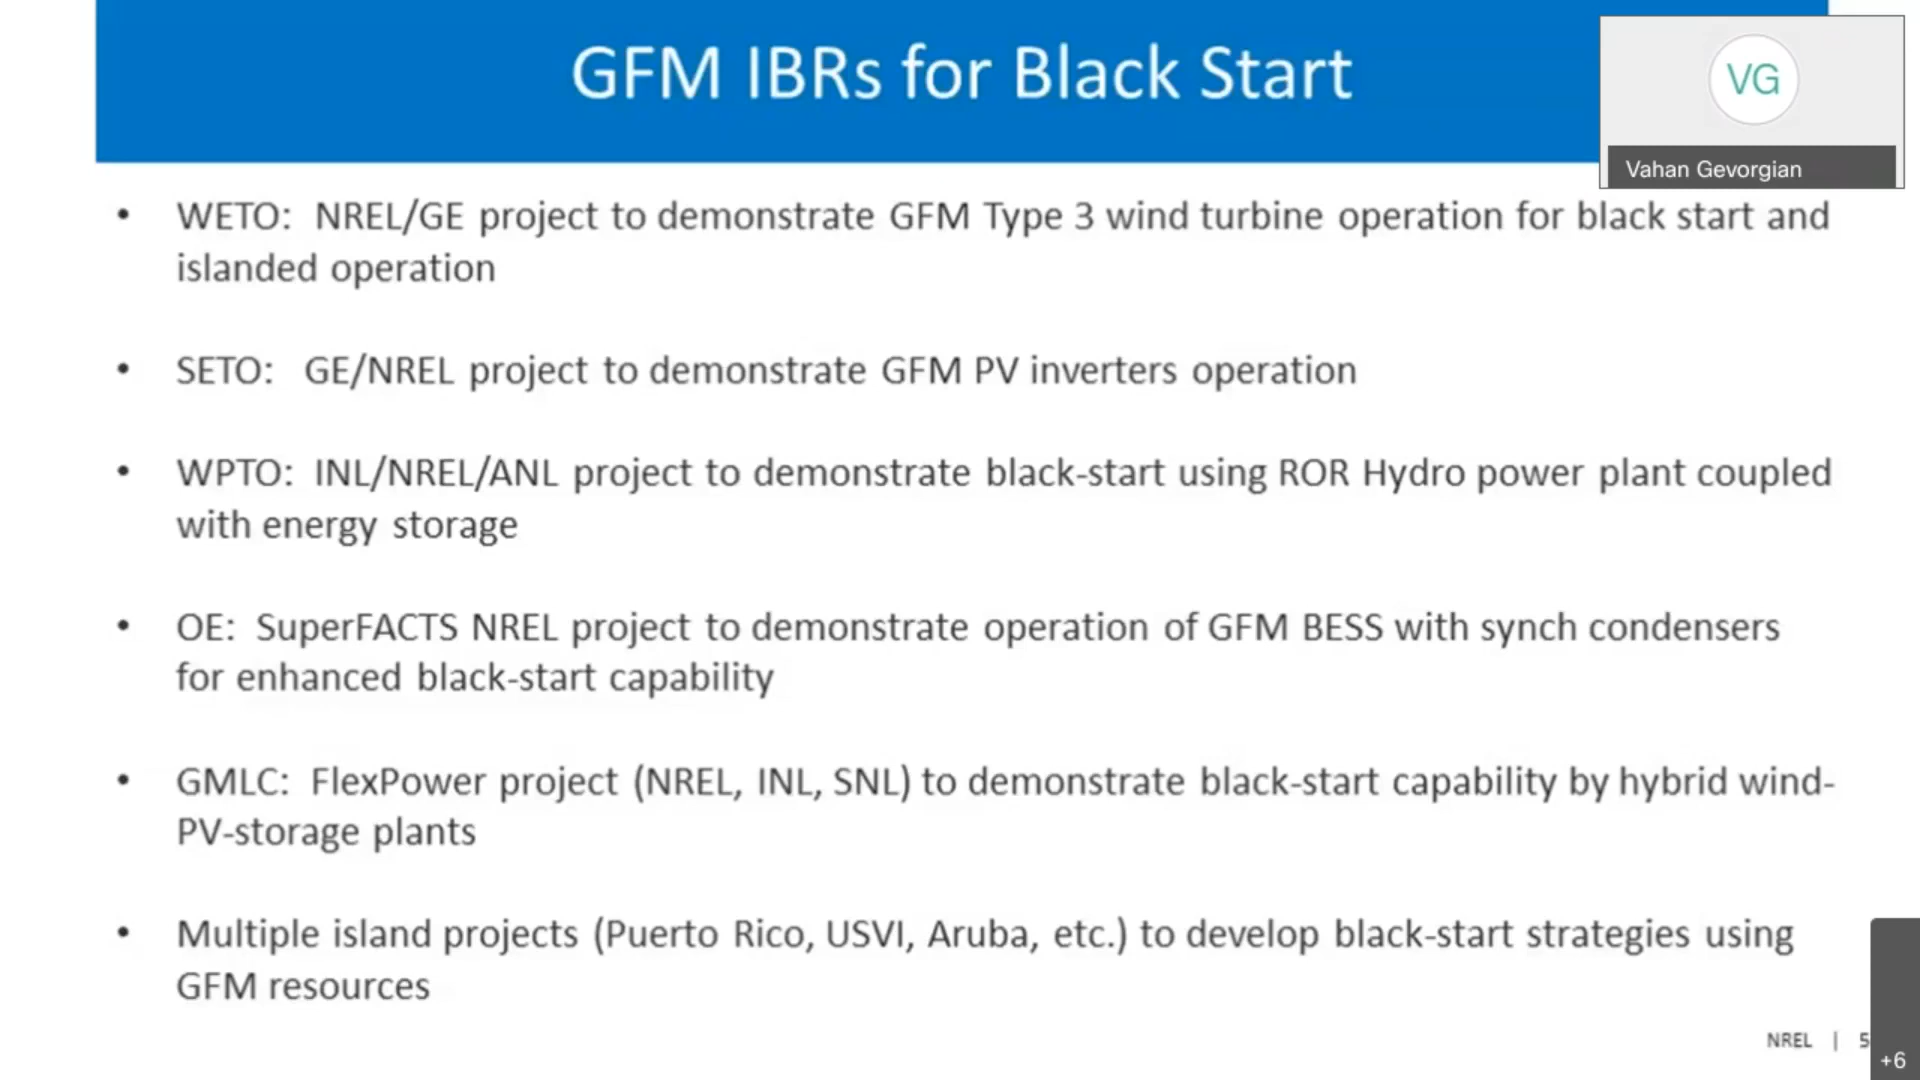 GFM IBRs for Black Start
VG
Vahan Gevorgian
• WETO: NREL/GE project to demonstrate GFM Type 3 wind turbine operation for black start and
islanded operation
• SETO: GE/NREL project to demonstrate GFM PV inverters operation
• WPTO: INL/NREL/ANL project to demonstrate black-start using ROR Hydro power plant coupled
with energy storage
• OE: SuperFACTS NREL project to demonstrate operation of GFM BESS with synch condensers
for enhanced black-start capability
• GMLC: FlexPower project (NREL, INL, SNL) to demonstrate black-start capability by hybrid wind-
PV-storage plants
• Multiple island projects (Puerto Rico, USVI, Aruba, etc.) to develop black-start strategies using
GFM resources
NREL | 5
+6